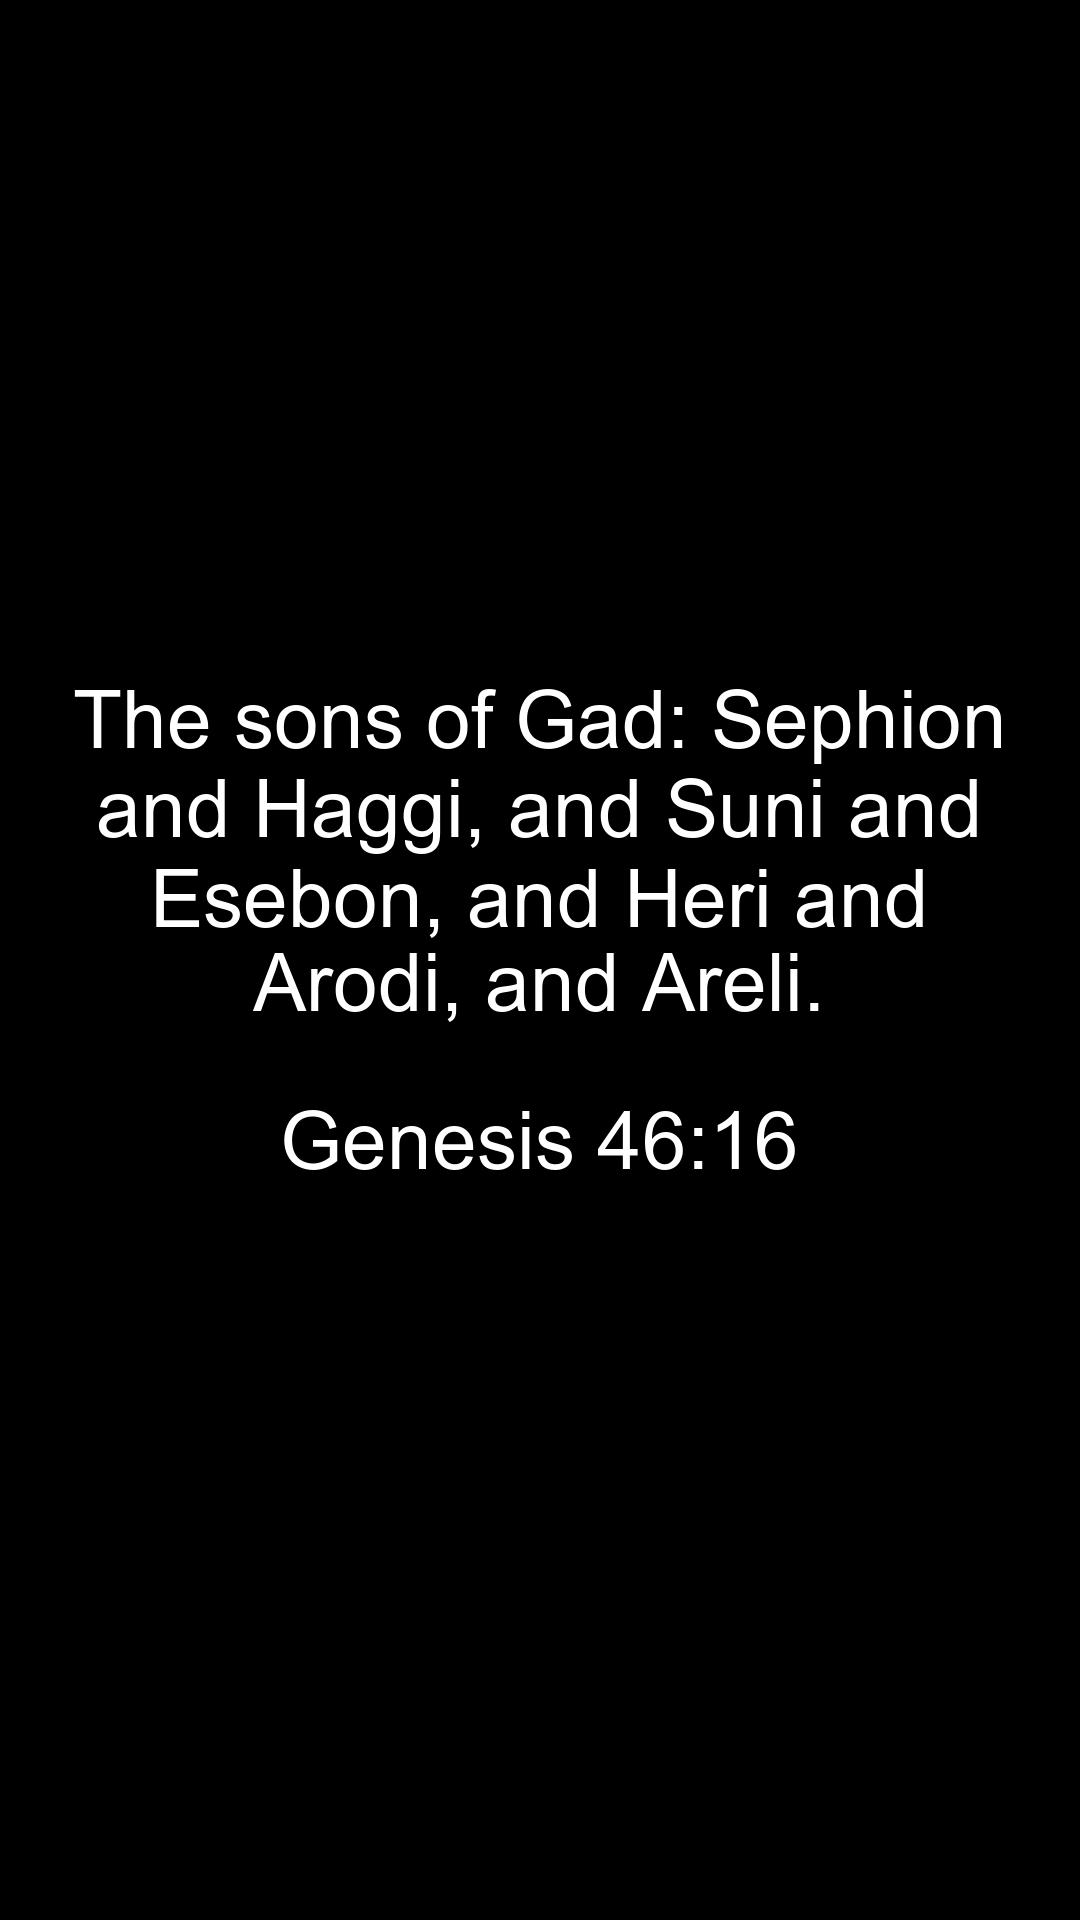 The sons of Gad: Sephion
and Haggi, and Suni and
Esebon, and Heri and
Arodi, and Areli.
Genesis 46:16